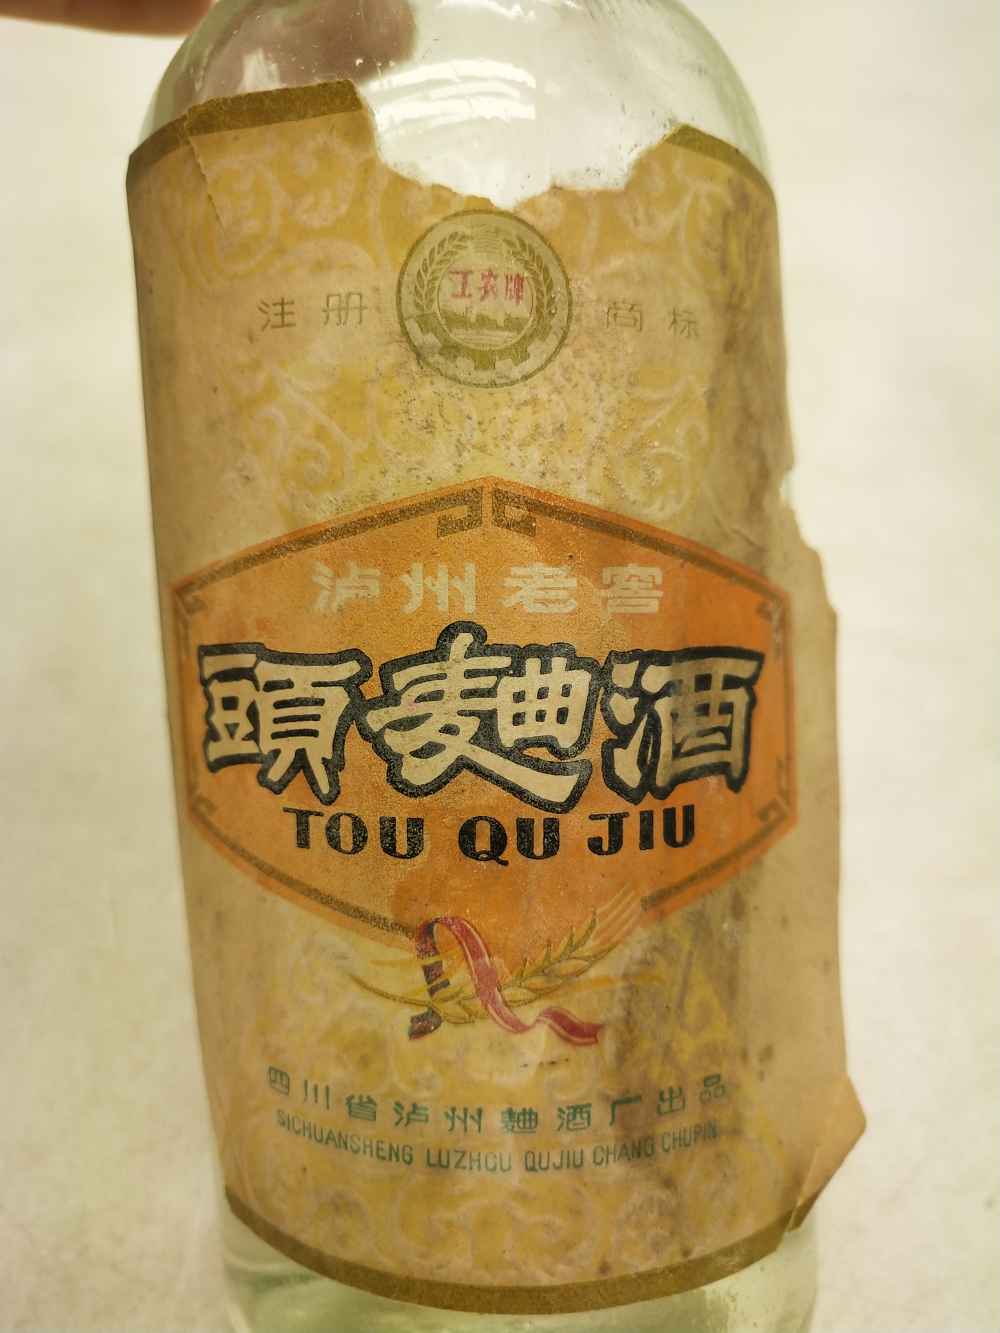 注册 工农牌 商标
泸州老窖
頭麯酒
TOU QU JIU
四川省泸州麯酒厂出品
SICHUANSHENG LUZHOU QUJIU CHANG CHUPIN